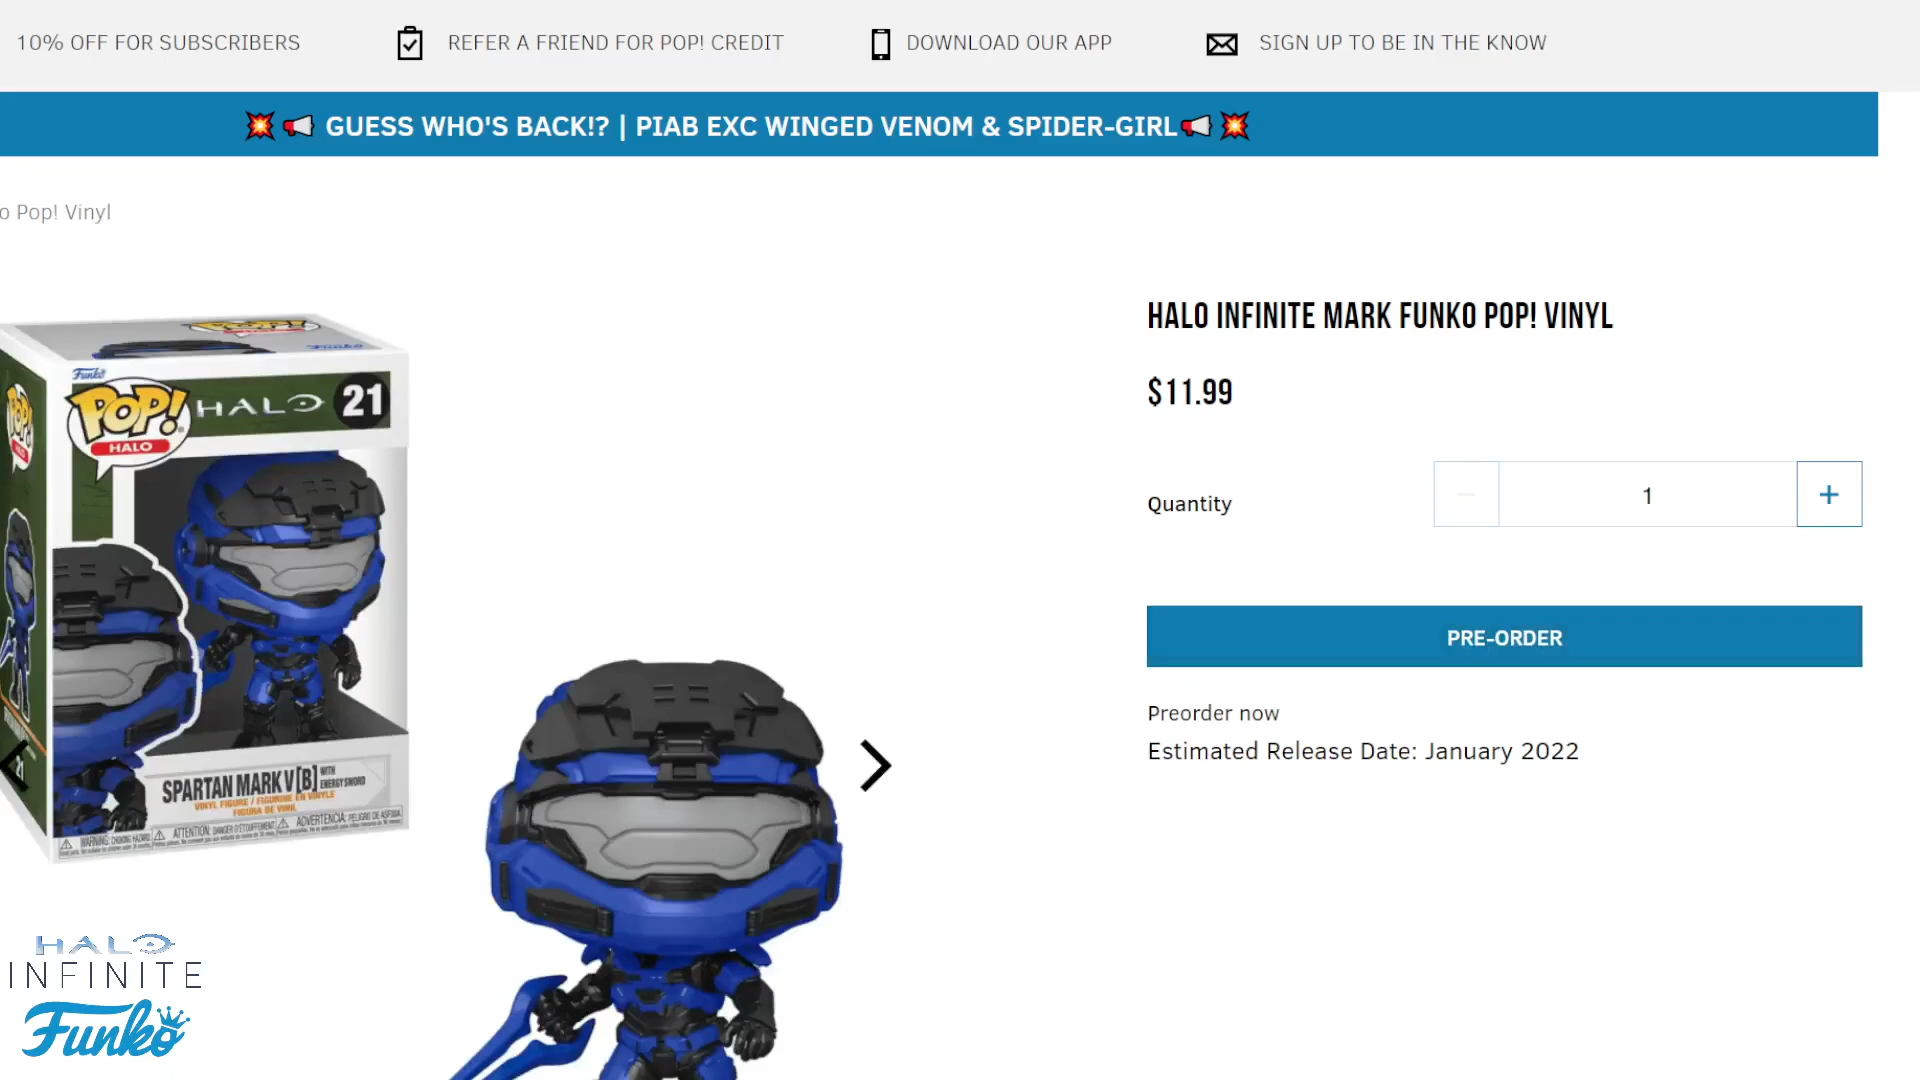 10% OFF FOR SUBSCRIBERS
REFER A FRIEND FOR POP! CREDIT
DOWNLOAD OUR APP
SIGN UP TO BE IN THE KNOW
GUESS WHO'S BACK!? | PIAB EXC WINGED VENOM & SPIDER-GIRL
o Pop! Vinyl
HALO INFINITE MARK FUNKO POP! VINYL
$11.99
Quantity
1
PRE-ORDER
Preorder now
Estimated Release Date: January 2022
Funko
POP!
HALO
HALO
21
SPARTAN MARK V [B] WITH
ENERGY SWORD
VINYL FIGURE / FIGURINE EN VINYLE
FIGURA DE VINIL
21
HALO
INFINITE
Funko